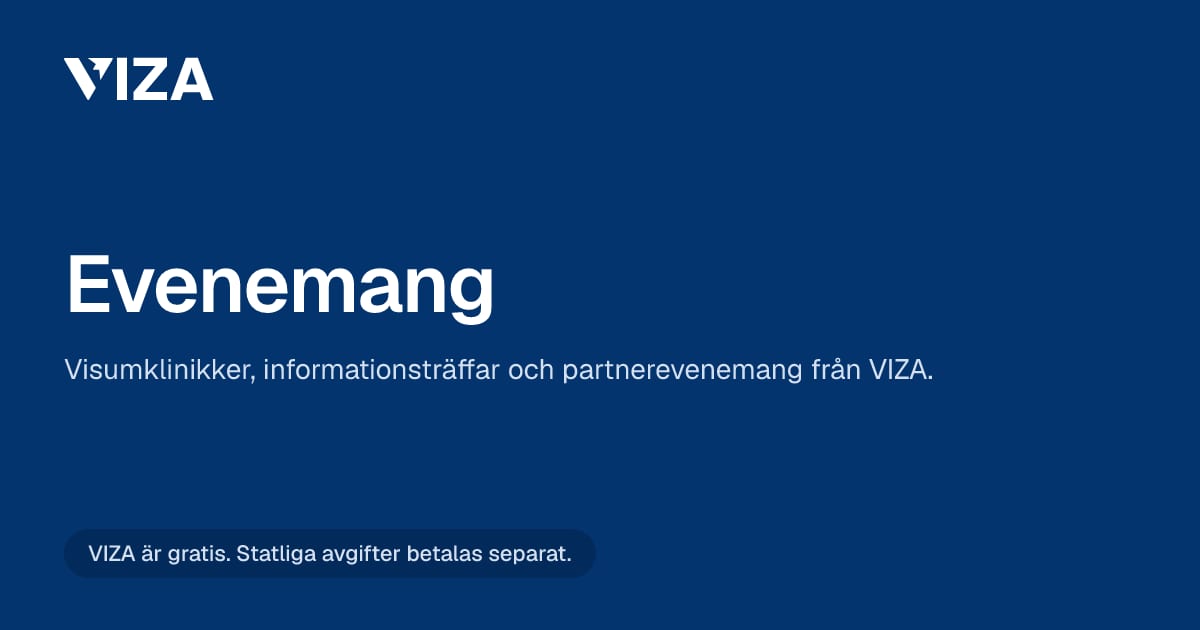 VIZA
Evenemang
Visumklinikker, informationsträffar och partnerevenemang från VIZA.
VIZA är gratis. Statliga avgifter betalas separat.